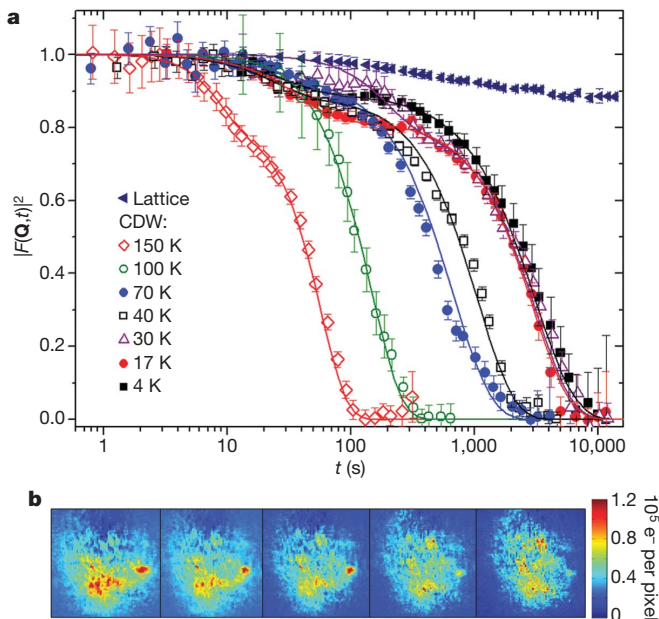 a
1.0
0.8
0.6
0.4
0.2
0.0
|F(Q,t)|²
Lattice
CDW:
150 K
100 K
70 K
40 K
30 K
17 K
4 K
1 10 100 1,000 10,000
t (s)
b
1.2
0.8
0.4
0
10⁵ e⁻ per pixel